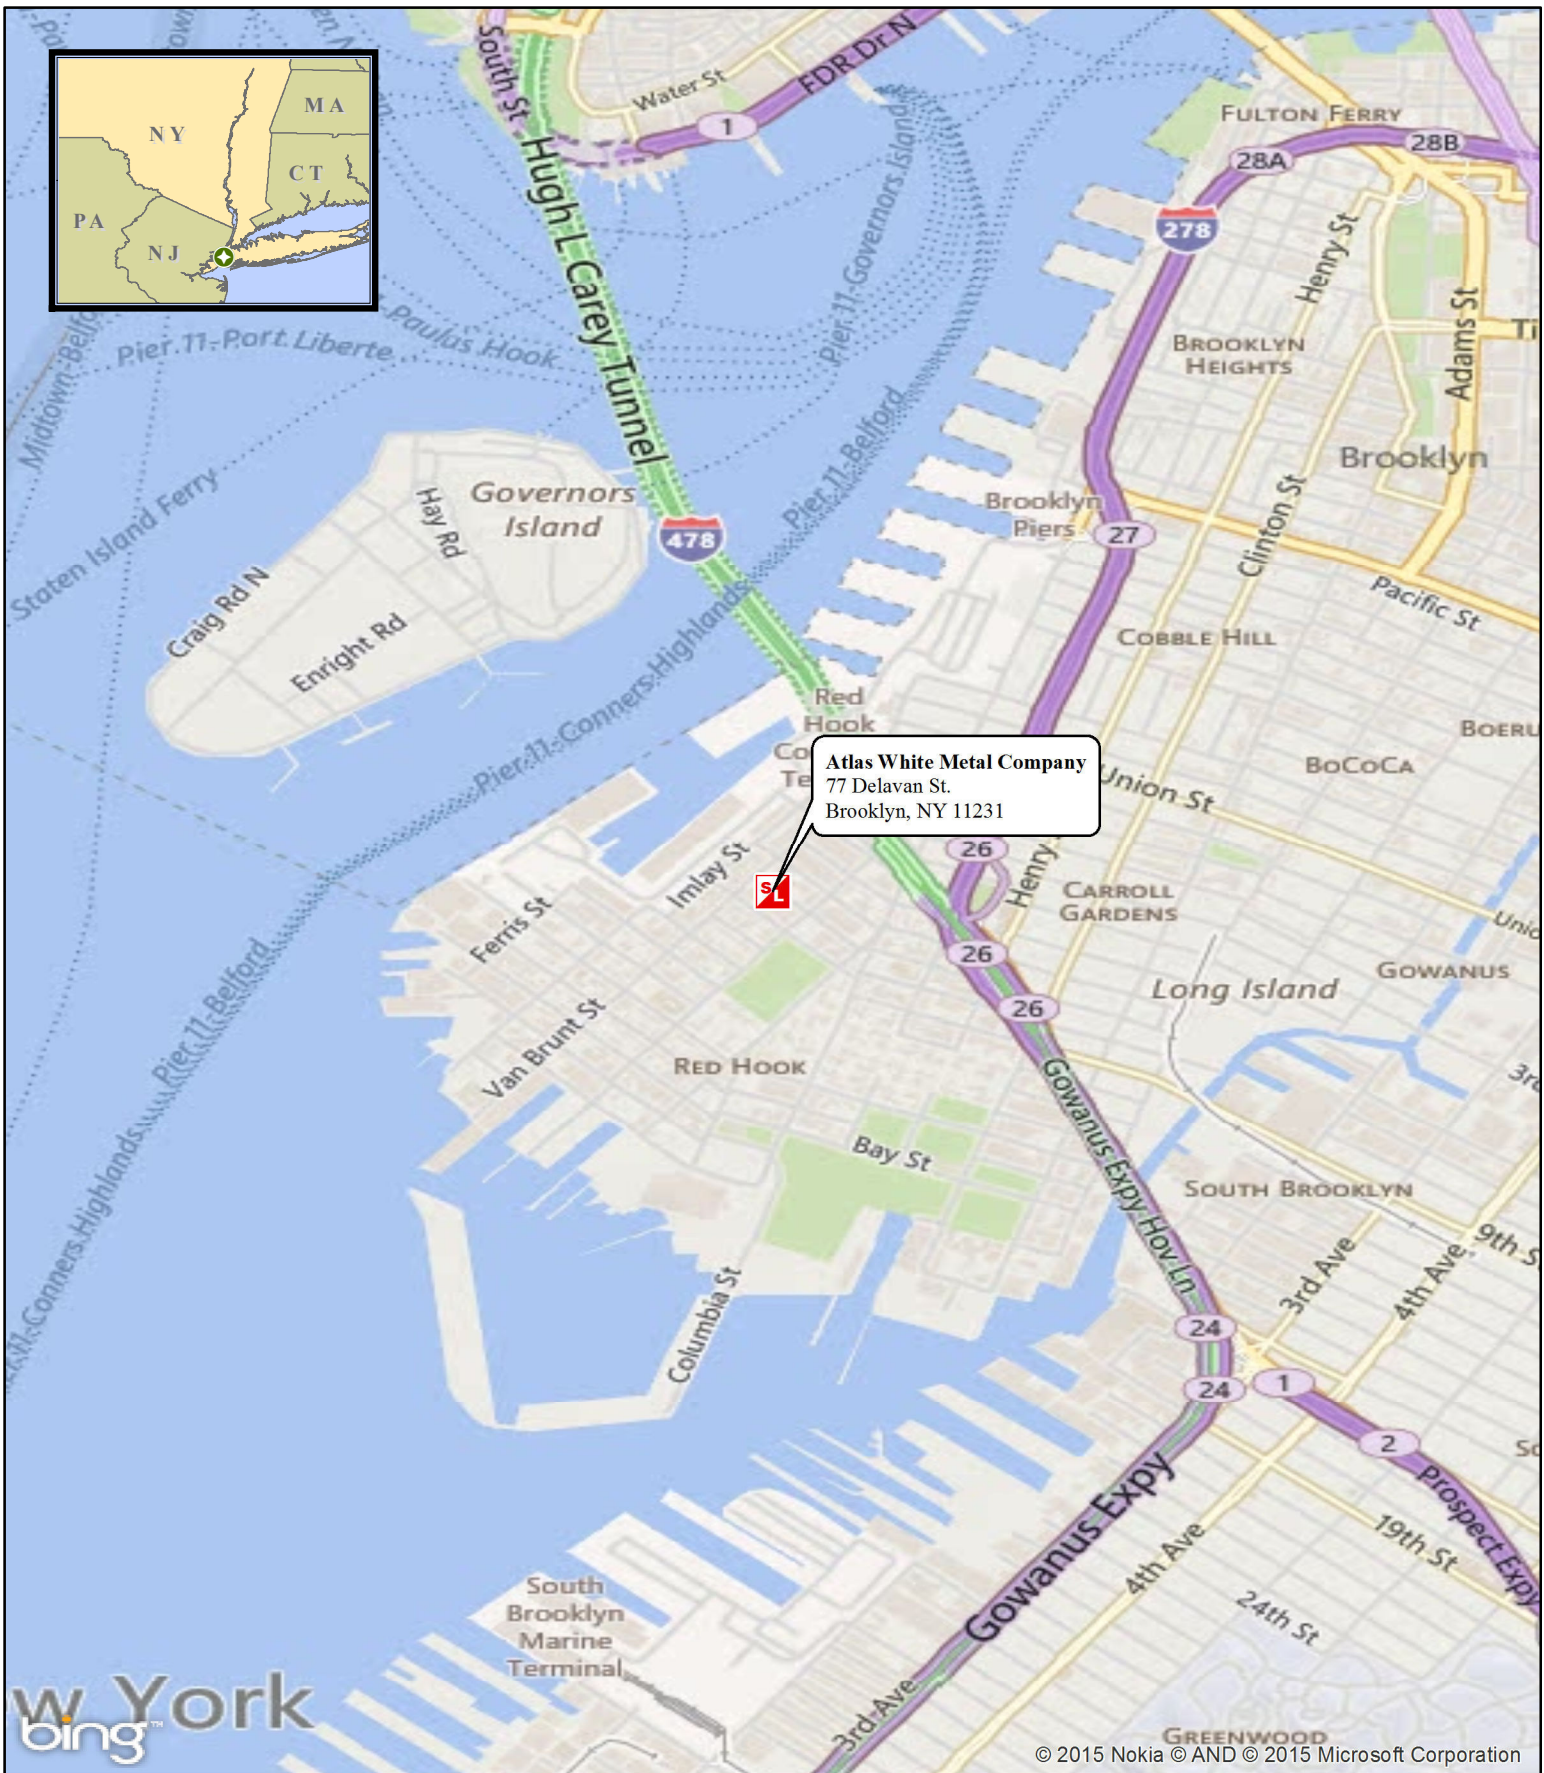 South St
Water St
FDR Dr N
1
FULTON FERRY
28B
28A
278
Henry St
Adams St
MA
NY
CT
PA
NJ
Hugh L Carey Tunnel
Pier 11-Governors Island
Pier 11-Port Liberte
Paulus Hook
BROOKLYN
HEIGHTS
Brooklyn
Staten Island Ferry
Governors
Island
Hay Rd
478
Pier 11-Belford
Brooklyn
Piers
27
Clinton St
Pacific St
Craig Rd N
Enright Rd
COBBLE HILL
Pier 11-Conners Highlands
Red
Hook
Co
Te
BOERU
BOCOCA
Atlas White Metal Company
77 Delavan St.
Brooklyn, NY 11231
Union St
26
Henry
Imlay St
SL
CARROLL
GARDENS
Ferris St
26
Unio
GOWANUS
Long Island
26
Pier 11-Belford
Van Brunt St
RED HOOK
3rd
Gowanus Expy Hov Ln
Bay St
SOUTH BROOKLYN
9th S
3rd Ave
4th Ave
11-Conners Highlands
Columbia St
24
24
1
2
Prospect Expy
Gowanus Expy
19th St
4th Ave
24th St
South
Brooklyn
Marine
Terminal
3rd Ave
w York
bing™
GREENWOOD
© 2015 Nokia © AND © 2015 Microsoft Corporation